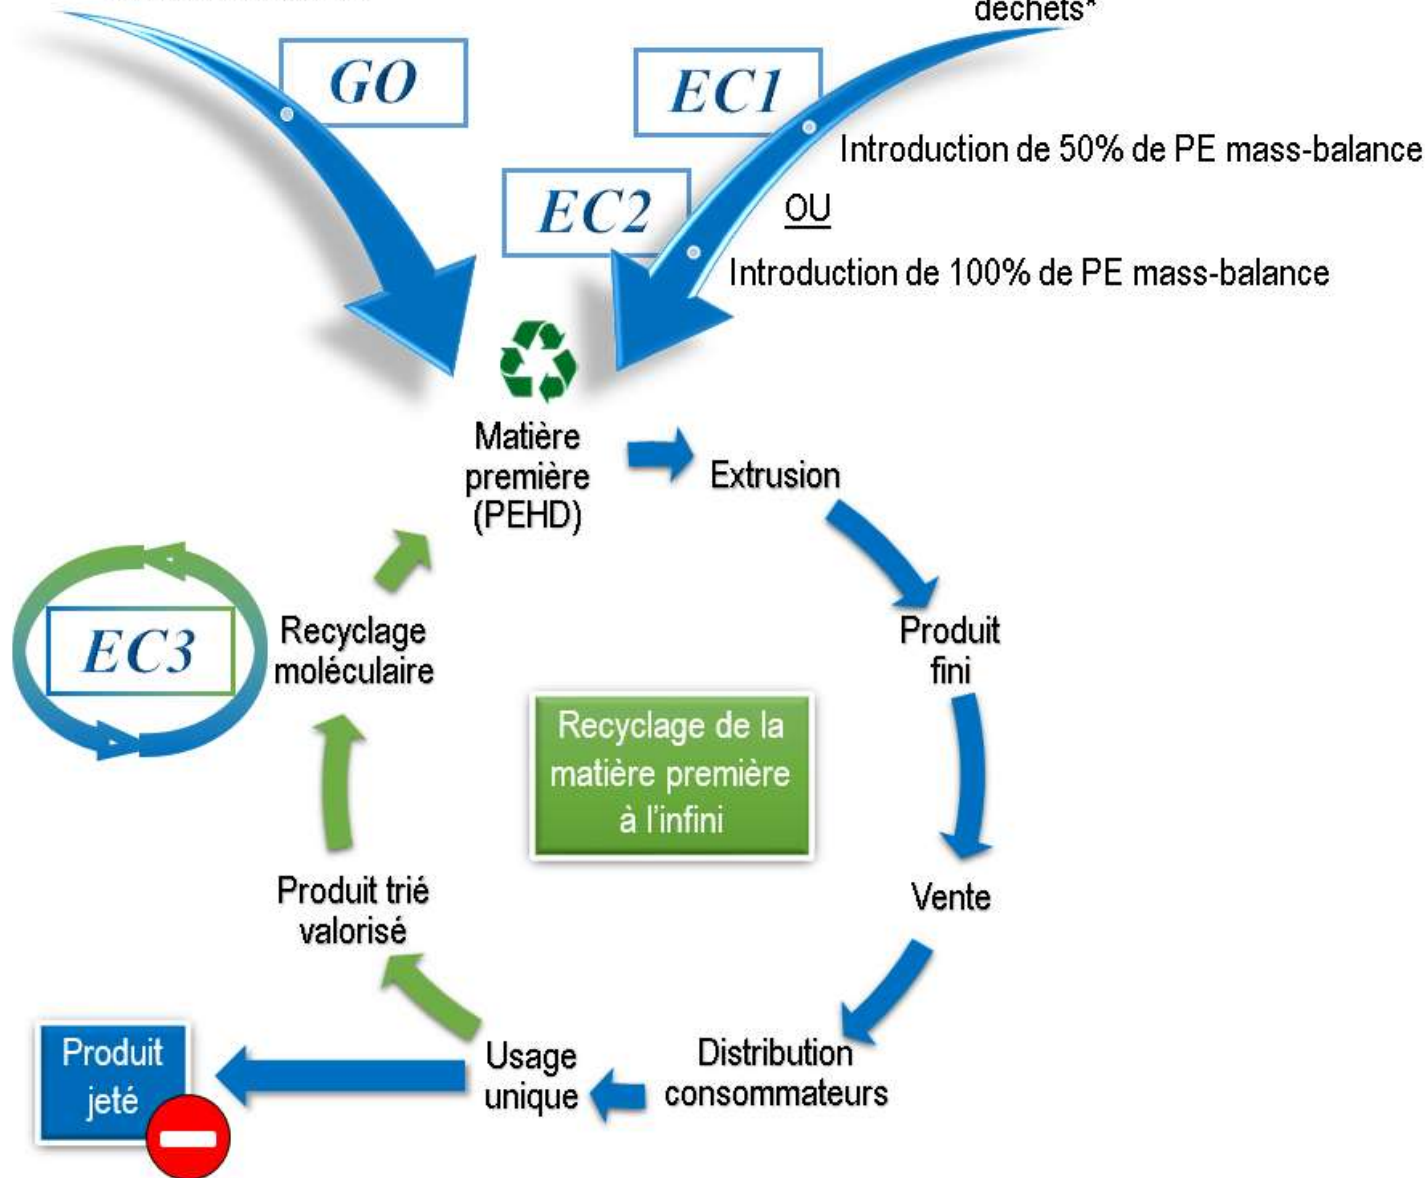 déchets*
GO
EC1
Introduction de 50% de PE mass-balance
EC2
OU
Introduction de 100% de PE mass-balance
Matière
première
(PEHD)
Extrusion
EC3
Recyclage
moléculaire
Produit
fini
Recyclage de la
matière première
à l'infini
Produit trié
valorisé
Vente
Produit
jeté
Usage
unique
Distribution
consommateurs